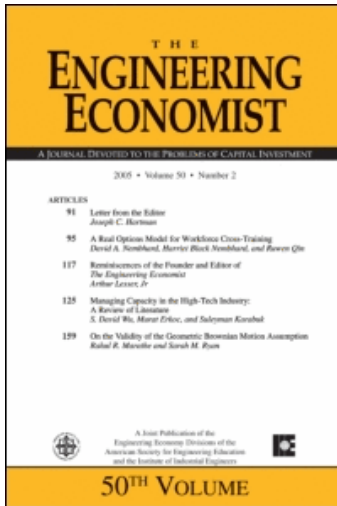 THE
ENGINEERING
ECONOMIST
A JOURNAL DEVOTED TO THE PROBLEMS OF CAPITAL INVESTMENT
2005 • Volume 50 • Number 2
ARTICLES
91 Letter from the Editor
Joseph C. Hartman
95 A Real Options Model for Workforce Cross-Training
David A. Nembhard, Harriet Black Nembhard, and Ruwen Qin
117 Reminiscences of the Founder and Editor of
The Engineering Economist
Arthur Lesser, Jr
125 Managing Capacity in the High-Tech Industry:
A Review of Literature
S. David Wu, Murat Erkoc, and Suleyman Karabuk
159 On the Validity of the Geometric Brownian Motion Assumption
Rahul R. Marathe and Sarah M. Ryan
A Joint Publication of the
Engineering Economy Divisions of the
American Society for Engineering Education
and the Institute of Industrial Engineers
50TH VOLUME